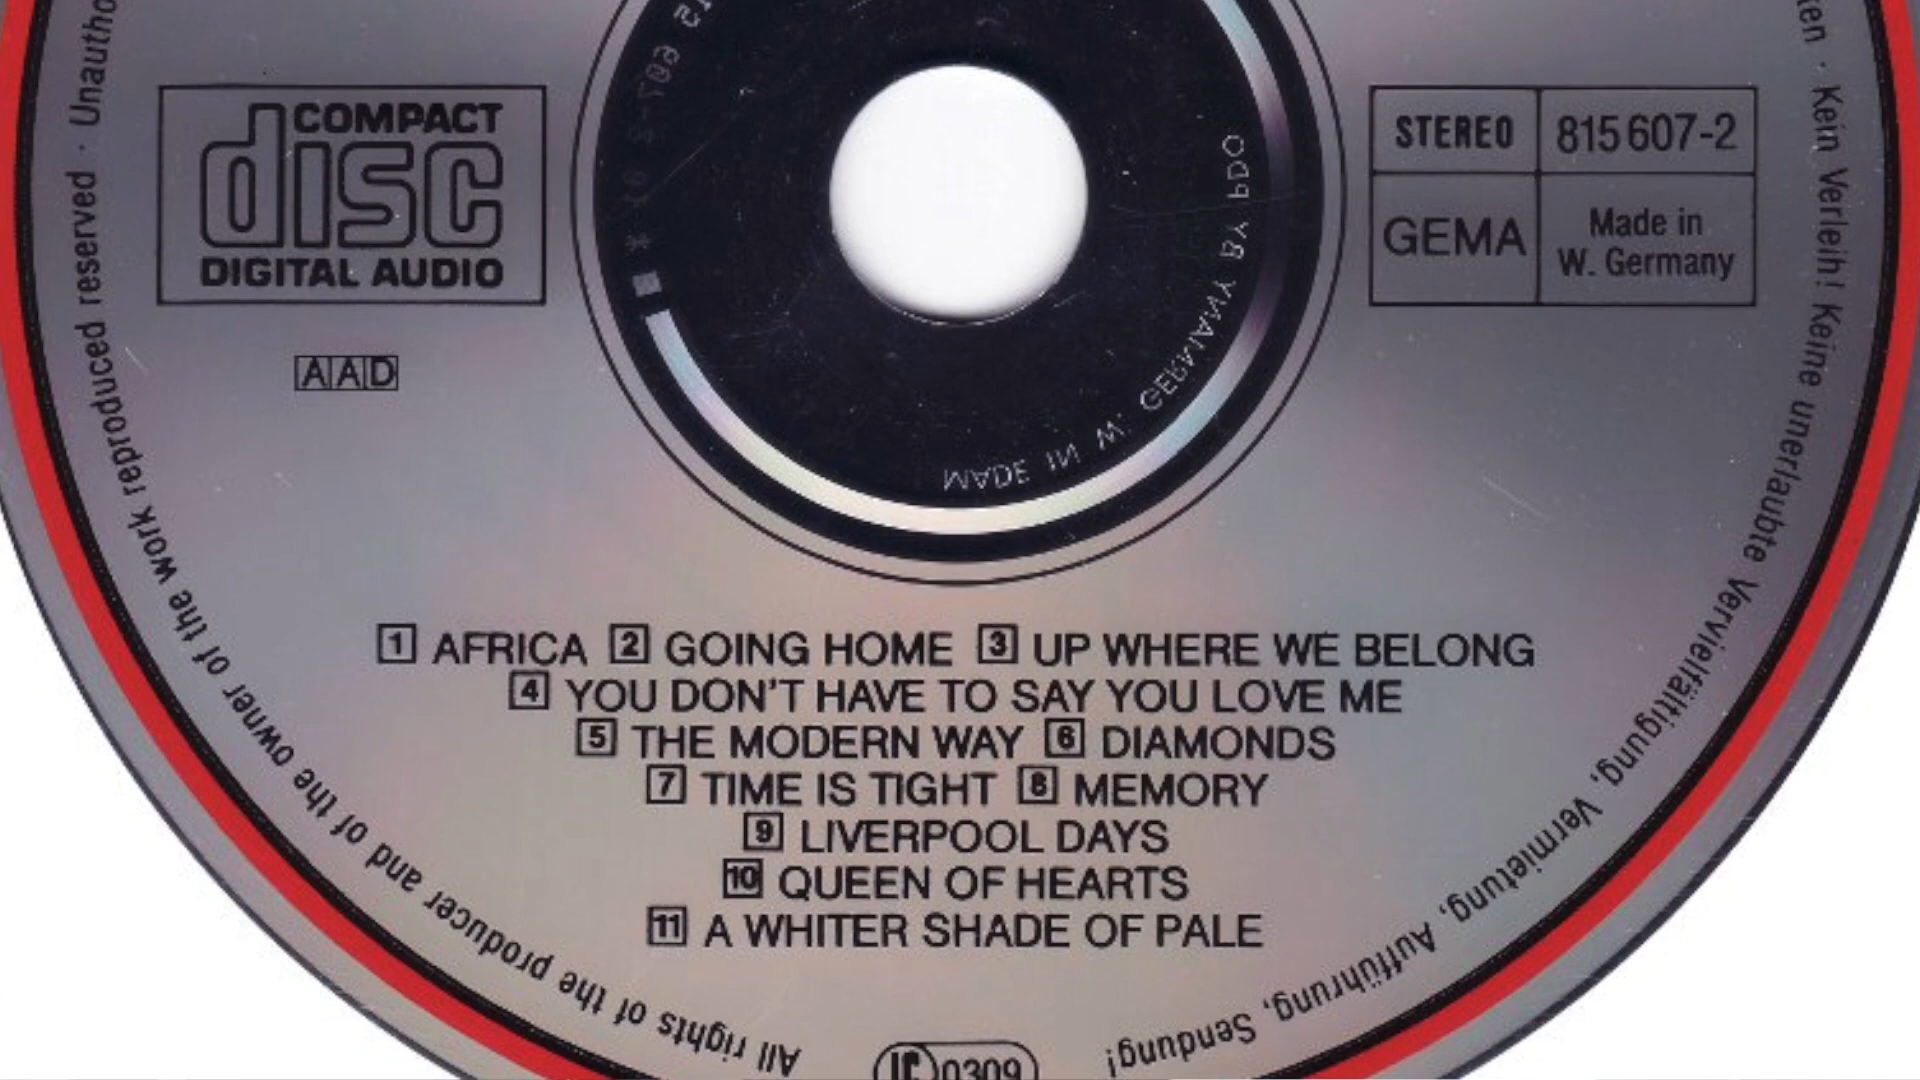 COMPACT
disc
DIGITAL AUDIO
AAD
STEREO
815 607-2
GEMA
Made in
W. Germany
MADE IN W. GERMANY BY PDO
1 AFRICA 2 GOING HOME 3 UP WHERE WE BELONG
4 YOU DON'T HAVE TO SAY YOU LOVE ME
5 THE MODERN WAY 6 DIAMONDS
7 TIME IS TIGHT 8 MEMORY
9 LIVERPOOL DAYS
10 QUEEN OF HEARTS
11 A WHITER SHADE OF PALE
LC 0309
All rights of the producer and of the owner of the work reproduced reserved ·
Kein Verleih! Keine unerlaubte Vervielfältigung, Vermietung, Aufführung, Sendung!